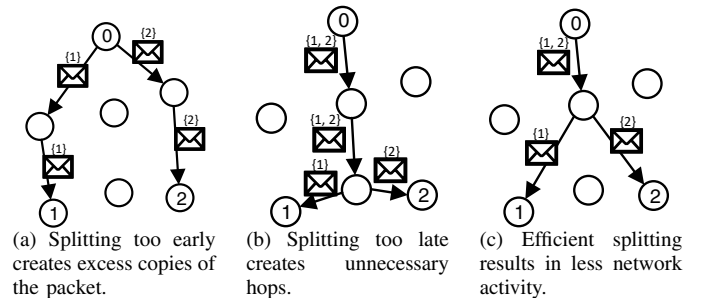 0
{1}
{2}
{1}
{2}
1
2
(a) Splitting too early
creates excess copies of
the packet.
0
{1, 2}
{1, 2}
{1}
{2}
1
2
(b) Splitting too late
creates unnecessary
hops.
0
{1, 2}
{1}
{2}
1
2
(c) Efficient splitting
results in less network
activity.